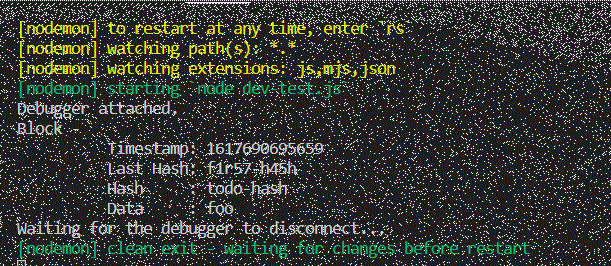 [nodemon] to restart at any time, enter `rs`
[nodemon] watching path(s): *.*
[nodemon] watching extensions: js,mjs,json
[nodemon] starting `node dev-test.js`
Debugger attached.
Block -
Timestamp: 1617690695659
Last Hash: f1r57-h45h
Hash : todo-hash
Data : foo
Waiting for the debugger to disconnect...
[nodemon] clean exit - waiting for changes before restart